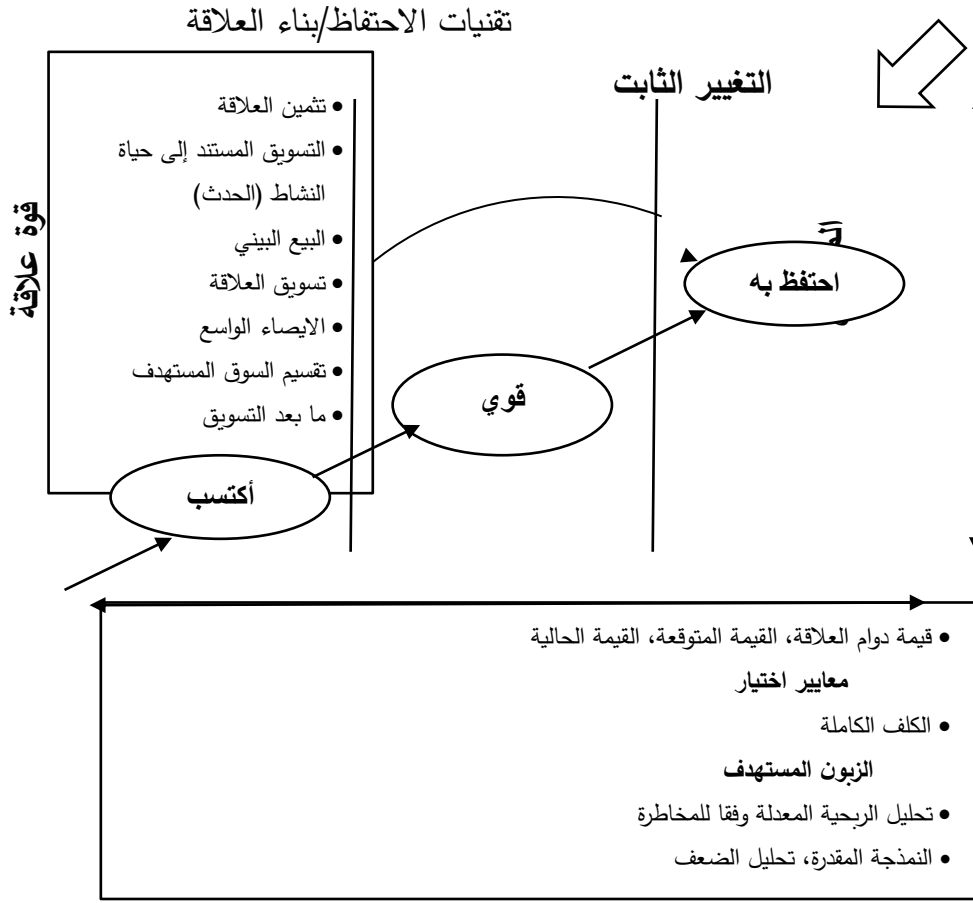 تقنيات الاحتفاظ/بناء العلاقة
التغيير الثابت
• تثمين العلاقة
• التسويق المستند إلى حياة
النشاط (الحدث)
• البيع البيني
• تسويق العلاقة
• الايصاء الواسع
• تقسيم السوق المستهدف
• ما بعد التسويق
قوة علاقة
احتفظ به
قوي
أكتسب
• قيمة دوام العلاقة، القيمة المتوقعة، القيمة الحالية
معايير اختيار
• الكلف الكاملة
الزبون المستهدف
• تحليل الربحية المعدلة وفقا للمخاطرة
• النمذجة المقدرة، تحليل الضعف